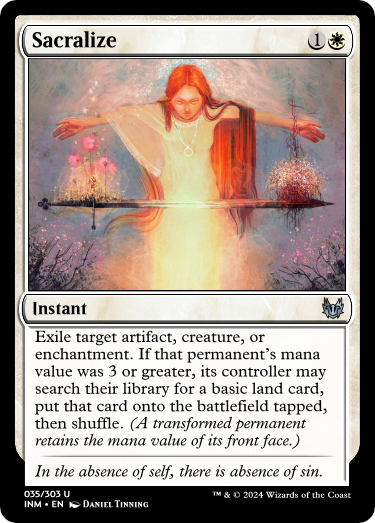 Sacralize 1
Instant
Exile target artifact, creature, or
enchantment. If that permanent's mana
value was 3 or greater, its controller may
search their library for a basic land card,
put that card onto the battlefield tapped,
then shuffle. (A transformed permanent
retains the mana value of its front face.)
In the absence of self, there is absence of sin.
035/303 U
INM • EN DANIEL TINNING
™ & © 2024 Wizards of the Coast